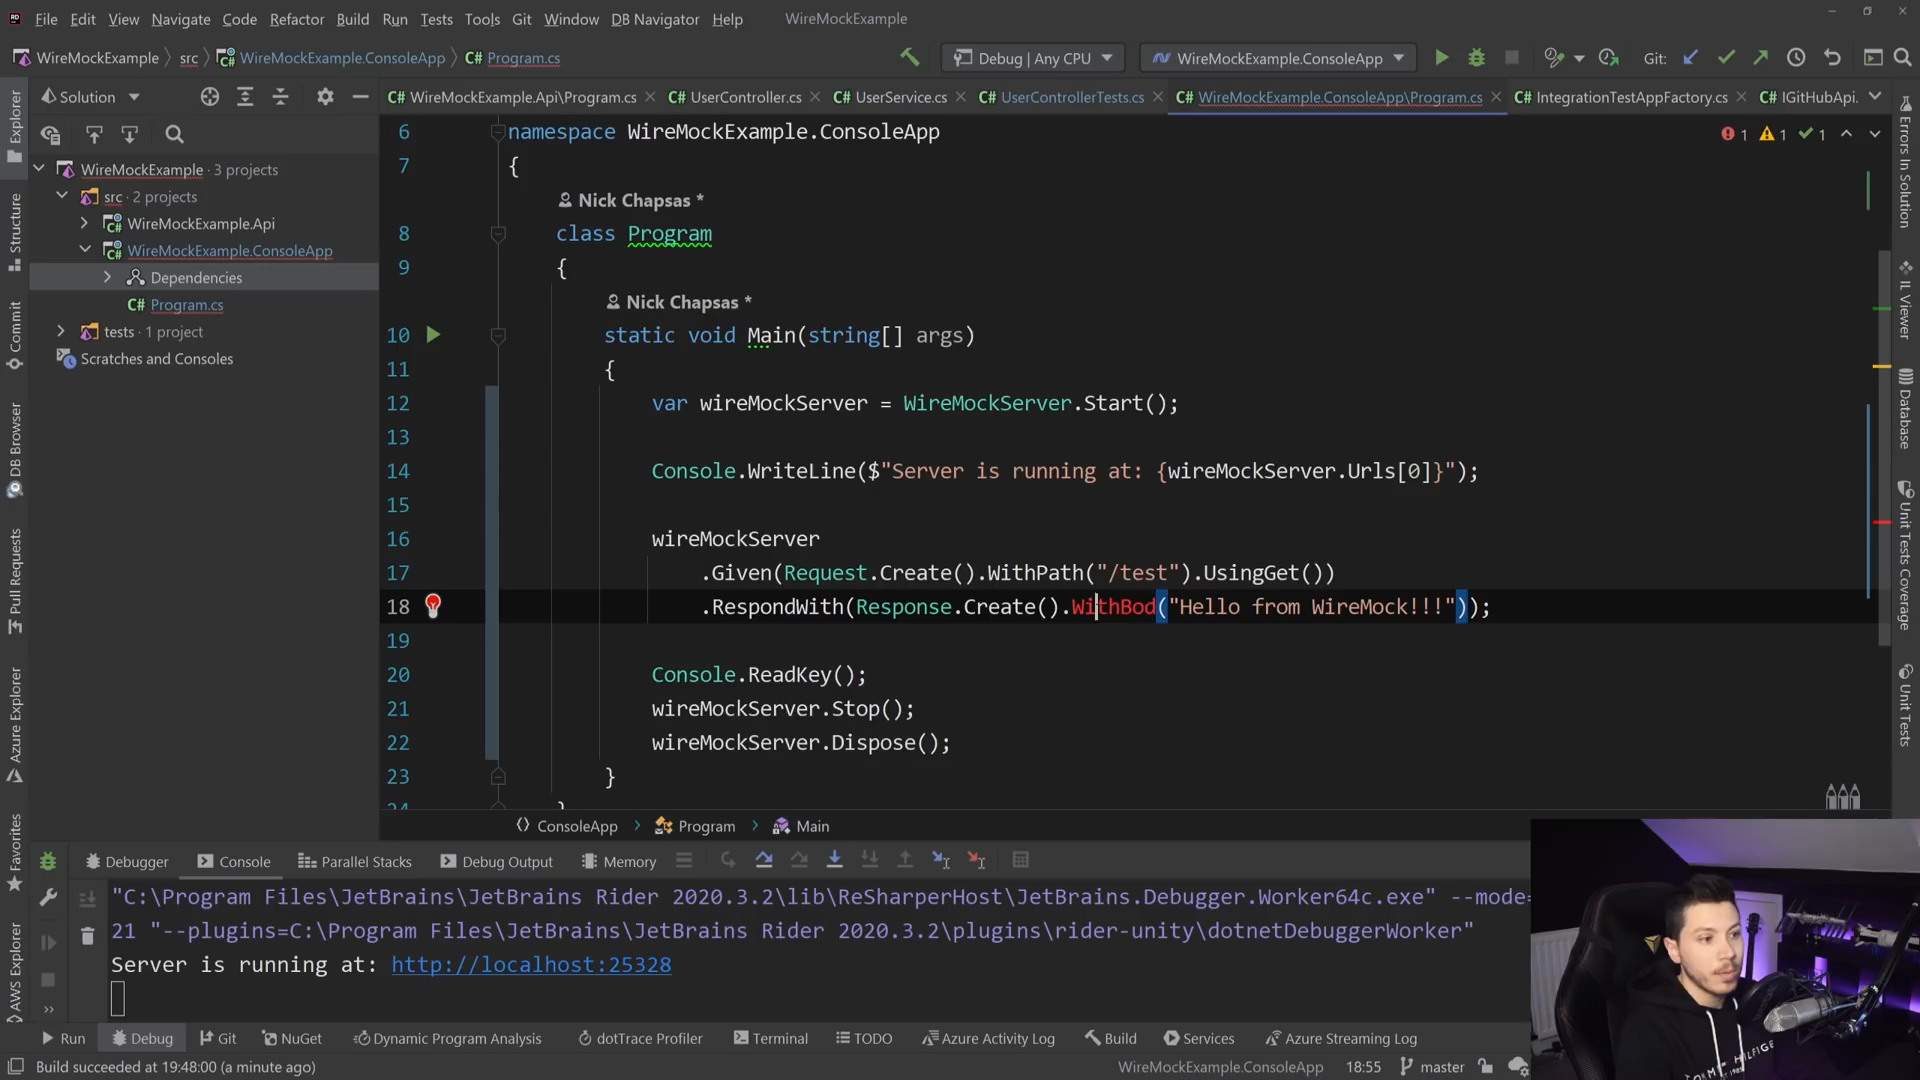 File Edit View Navigate Code Refactor Build Run Tests Tools Git Window DB Navigator Help WireMockExample
WireMockExample src WireMockExample.ConsoleApp Program.cs Debug | Any CPU WireMockExample.ConsoleApp Git:
Solution WireMockExample.Api\Program.cs UserController.cs UserService.cs UserControllerTests.cs WireMockExample.ConsoleApp\Program.cs IntegrationTestAppFactory.cs IGitHubApi.
1 1 1
WireMockExample · 3 projects
src · 2 projects
WireMockExample.Api
WireMockExample.ConsoleApp
Dependencies
Program.cs
tests · 1 project
Scratches and Consoles
6 namespace WireMockExample.ConsoleApp
7 {
Nick Chapsas *
8 class Program
9 {
Nick Chapsas *
10 static void Main(string[] args)
11 {
12 var wireMockServer = WireMockServer.Start();
13
14 Console.WriteLine($"Server is running at: {wireMockServer.Urls[0]}");
15
16 wireMockServer
17 .Given(Request.Create().WithPath("/test").UsingGet())
18 .RespondWith(Response.Create().WithBod("Hello from WireMock!!!"));
19
20 Console.ReadKey();
21 wireMockServer.Stop();
22 wireMockServer.Dispose();
23 }
24 }
ConsoleApp Program Main
Explorer
Structure
Commit
DB Browser
Pull Requests
Azure Explorer
Favorites
AWS Explorer
Errors In Solution
IL Viewer
Database
Unit Tests Coverage
Unit Tests
Debugger Console Parallel Stacks Debug Output Memory
"C:\Program Files\JetBrains\JetBrains Rider 2020.3.2\lib\ReSharperHost\JetBrains.Debugger.Worker64c.exe" --mode=
21 "--plugins=C:\Program Files\JetBrains\JetBrains Rider 2020.3.2\plugins\rider-unity\dotnetDebuggerWorker"
Server is running at: http://localhost:25328
Run Debug Git NuGet Dynamic Program Analysis dotTrace Profiler Terminal TODO Azure Activity Log Build Services Azure Streaming Log
Build succeeded at 19:48:00 (a minute ago) WireMockExample.ConsoleApp 18:55 master